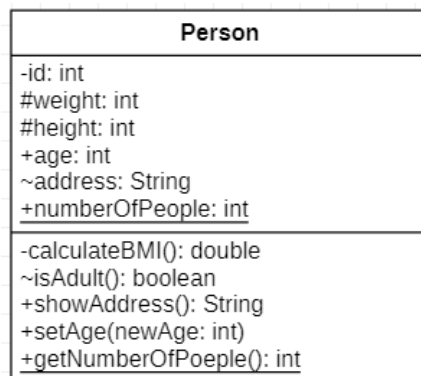 Person
-id: int
#weight: int
#height: int
+age: int
~address: String
+numberOfPeople: int
-calculateBMI(): double
~isAdult(): boolean
+showAddress(): String
+setAge(newAge: int)
+getNumberOfPoeple(): int